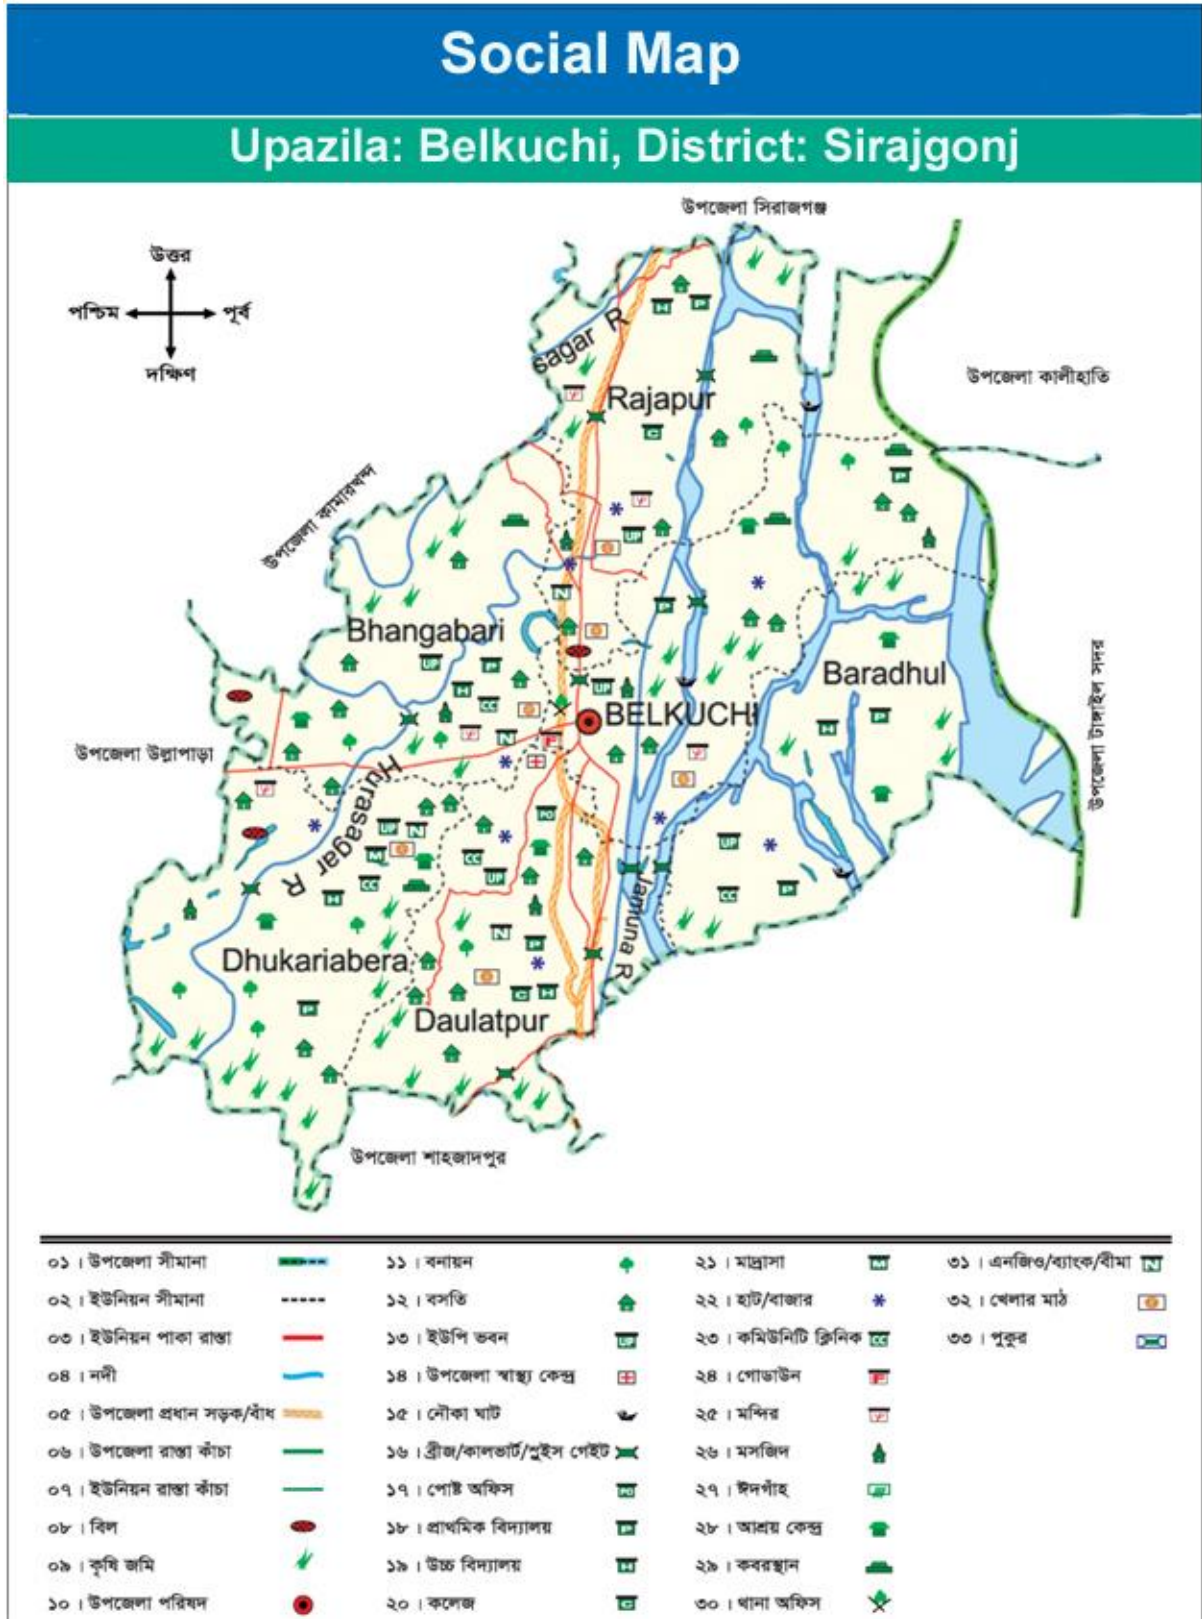 Social Map
Upazila: Belkuchi, District: Sirajgonj
উপজেলা সিরাজগঞ্জ
উত্তর
পশ্চিম
পূর্ব
দক্ষিণ
sagar R
উপজেলা কালীহাতি
Rajapur
উপজেলা কামারখন্দ
Bhangabari
Baradhul
BELKUCHI
উপজেলা উল্লাপাড়া
উপজেলা টাঙ্গাইল সদর
Hurasagar R
Jamuna R
Dhukariabera
Daulatpur
উপজেলা শাহজাদপুর
০১। উপজেলা সীমানা
০২। ইউনিয়ন সীমানা
০৩। ইউনিয়ন পাকা রাস্তা
০৪। নদী
০৫। উপজেলা প্রধান সড়ক/বাঁধ
০৬। উপজেলা রাস্তা কাঁচা
০৭। ইউনিয়ন রাস্তা কাঁচা
০৮। বিল
০৯। কৃষি জমি
১০। উপজেলা পরিষদ
১১। বনায়ন
১২। বসতি
১৩। ইউপি ভবন UP
১৪। উপজেলা স্বাস্থ্য কেন্দ্র
১৫। নৌকা ঘাট
১৬। ব্রীজ/কালভার্ট/স্লুইস গেইট
১৭। পোষ্ট অফিস PO
১৮। প্রাথমিক বিদ্যালয় P
১৯। উচ্চ বিদ্যালয় H
২০। কলেজ C
২১। মাদ্রাসা M
২২। হাট/বাজার
২৩। কমিউনিটি ক্লিনিক CC
২৪। গোডাউন F
২৫। মন্দির
২৬। মসজিদ
২৭। ঈদগাঁহ
২৮। আশ্রয় কেন্দ্র
২৯। কবরস্থান
৩০। থানা অফিস
৩১। এনজিও/ব্যাংক/বীমা N
৩২। খেলার মাঠ
৩৩। পুকুর